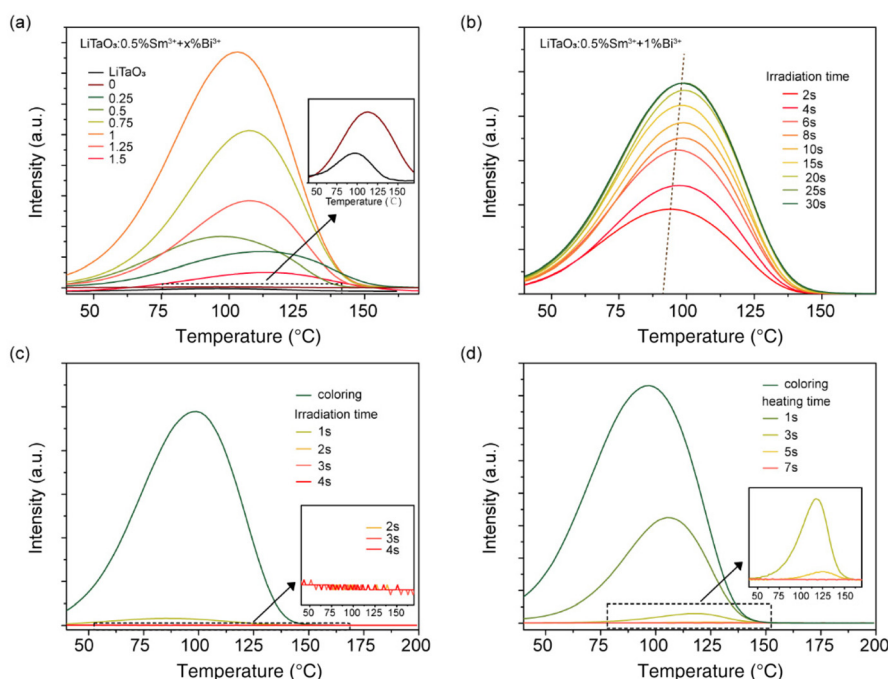 (a)
LiTaO₃:0.5%Sm³⁺+x%Bi³⁺
LiTaO₃
0
0.25
0.5
0.75
1
1.25
1.5
50 75 100 125 150
Temperature (℃)
Intensity (a.u.)
50 75 100 125 150
Temperature (°C)
(b)
LiTaO₃:0.5%Sm³⁺+1%Bi³⁺
Irradiation time
2s
4s
6s
8s
10s
15s
20s
25s
30s
Intensity (a.u.)
50 75 100 125 150
Temperature (°C)
(c)
coloring
Irradiation time
1s
2s
3s
4s
2s
3s
4s
50 75 100 125 150
Intensity (a.u.)
50 75 100 125 150 175 200
Temperature (°C)
(d)
coloring
heating time
1s
3s
5s
7s
50 75 100 125 150
Intensity (a.u.)
50 75 100 125 150 175 200
Temperature (°C)